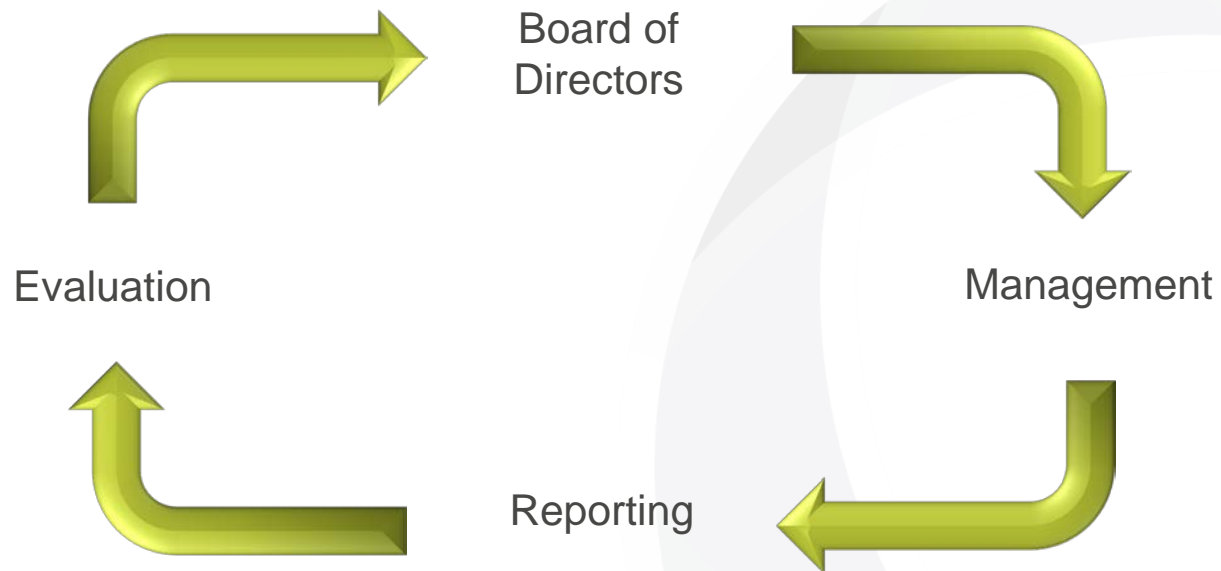 Board of
Directors
Evaluation
Management
Reporting